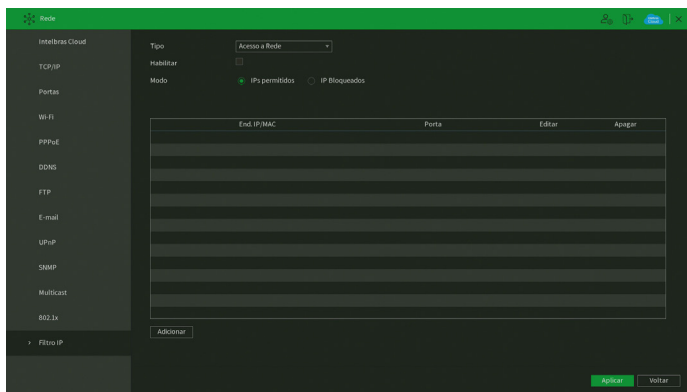 Rede
Intelbras Cloud
TCP/IP
Portas
Wi-Fi
PPPoE
DDNS
FTP
E-mail
UPnP
SNMP
Multicast
802.1x
Filtro IP
Tipo Acesso a Rede
Habilitar
Modo IPs permitidos IP Bloqueados
End. IP/MAC Porta Editar Apagar
Adicionar
Aplicar Voltar